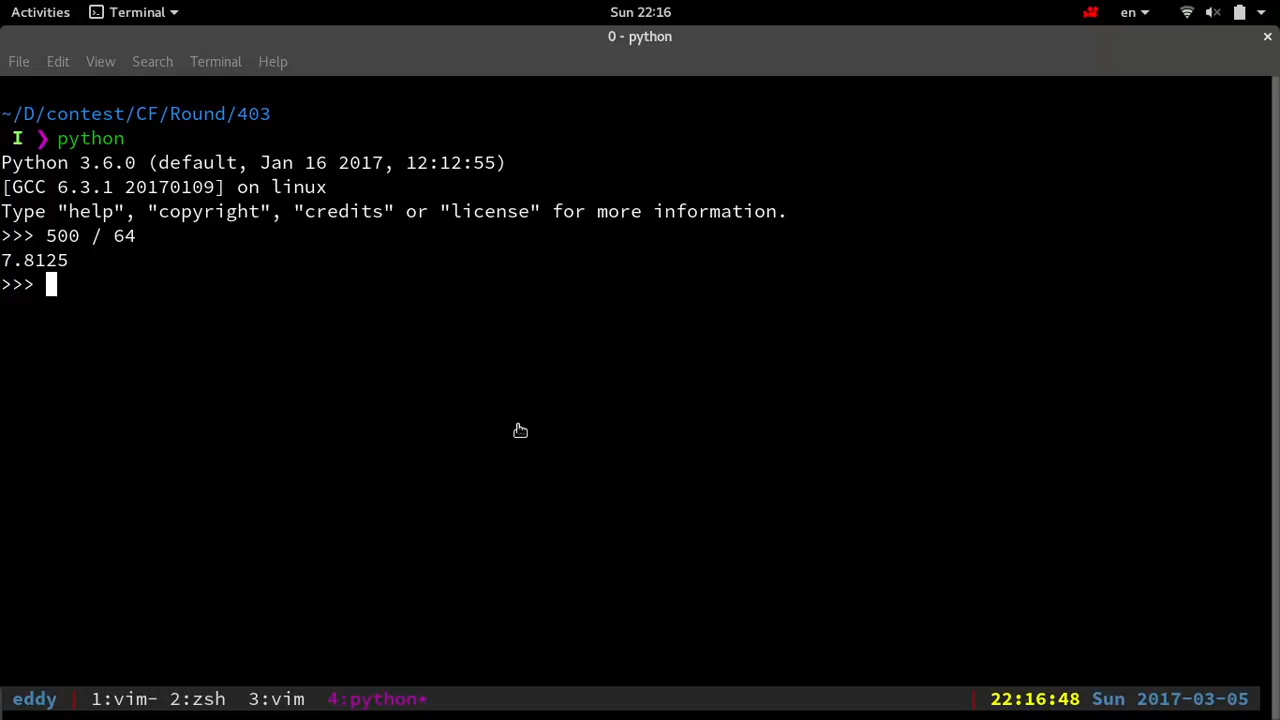 Activities Terminal Sun 22:16 en
0 - python ×
File Edit View Search Terminal Help
~/D/contest/CF/Round/403
I ❯ python
Python 3.6.0 (default, Jan 16 2017, 12:12:55)
[GCC 6.3.1 20170109] on linux
Type "help", "copyright", "credits" or "license" for more information.
>>> 500 / 64
7.8125
>>>
eddy 1:vim- 2:zsh 3:vim 4:python* 22:16:48 Sun 2017-03-05